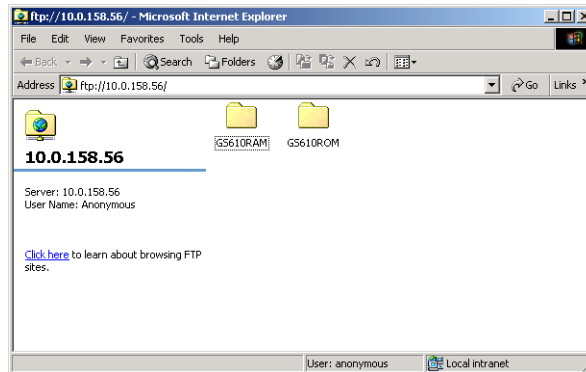 ftp://10.0.158.56/ - Microsoft Internet Explorer
File Edit View Favorites Tools Help
Back Search Folders
Address ftp://10.0.158.56/ Go Links »
G5610RAM G5610ROM
10.0.158.56
Server: 10.0.158.56
User Name: Anonymous
Click here to learn about browsing FTP
sites.
User: anonymous Local intranet